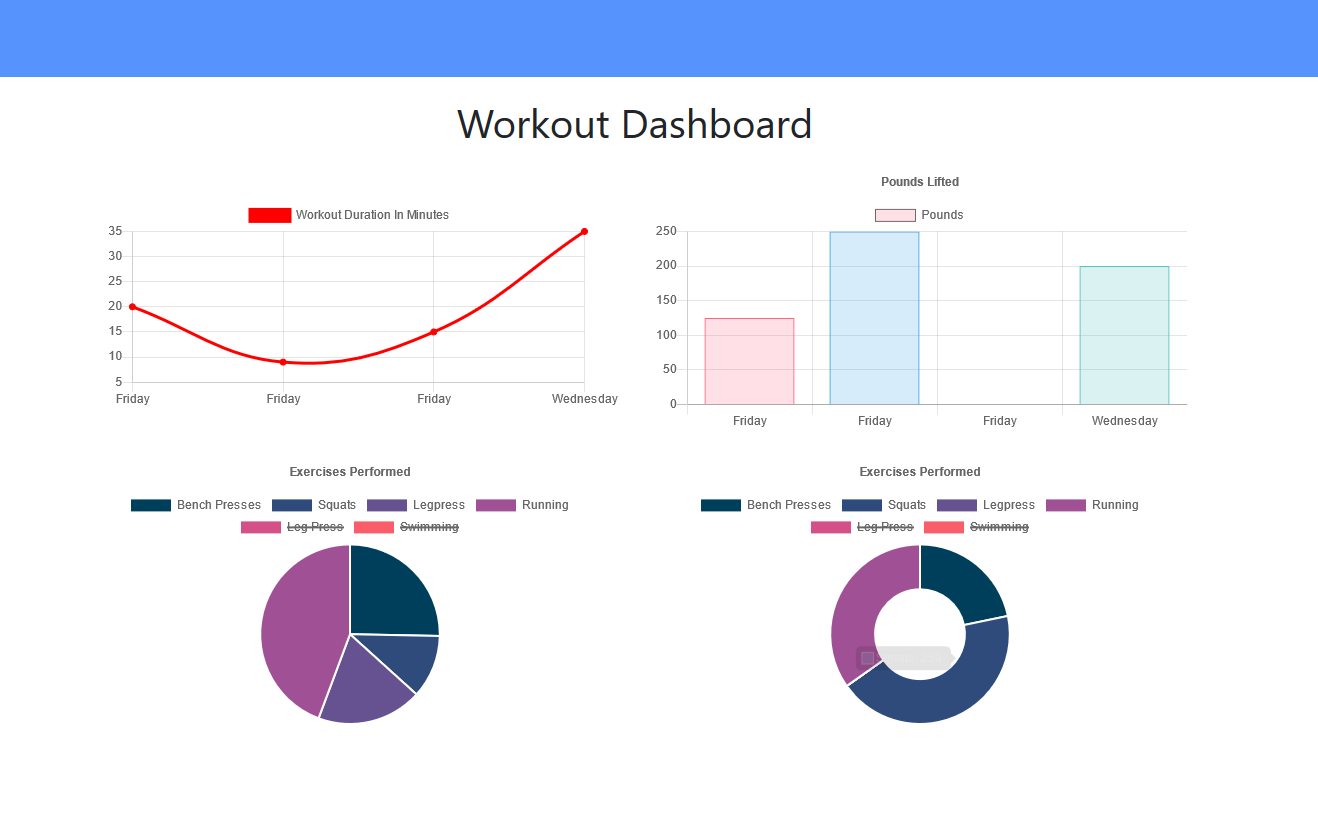 Workout Dashboard
Workout Duration In Minutes
35
30
25
20
15
10
5
Friday Friday Friday Wednesday
Pounds Lifted
Pounds
250
200
150
100
50
0
Friday Friday Friday Wednesday
Exercises Performed
Bench Presses Squats Legpress Running
Leg Press Swimming
Exercises Performed
Bench Presses Squats Legpress Running
Leg Press Swimming